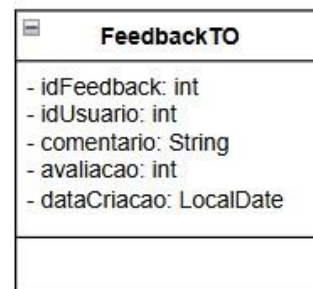 FeedbackTO
- idFeedback: int
- idUsuario: int
- comentario: String
- avaliacao: int
- dataCriacao: LocalDate